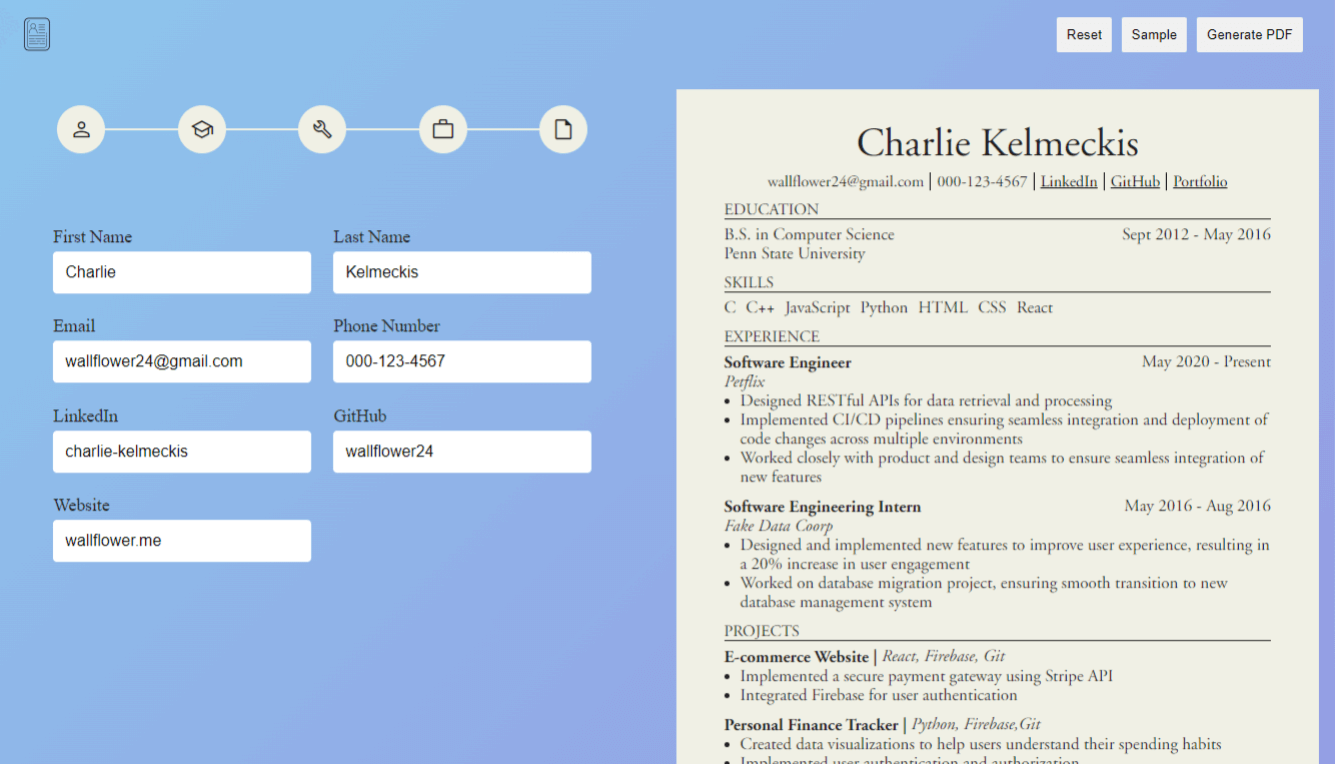 Reset Sample Generate PDF
First Name Last Name
Charlie Kelmeckis
Email Phone Number
wallflower24@gmail.com 000-123-4567
LinkedIn GitHub
charlie-kelmeckis wallflower24
Website
wallflower.me
Charlie Kelmeckis
wallflower24@gmail.com | 000-123-4567 | LinkedIn | GitHub | Portfolio
EDUCATION
B.S. in Computer Science Sept 2012 - May 2016
Penn State University
SKILLS
C C++ JavaScript Python HTML CSS React
EXPERIENCE
Software Engineer May 2020 - Present
Petflix
• Designed RESTful APIs for data retrieval and processing
• Implemented CI/CD pipelines ensuring seamless integration and deployment of
code changes across multiple environments
• Worked closely with product and design teams to ensure seamless integration of
new features
Software Engineering Intern May 2016 - Aug 2016
Fake Data Coorp
• Designed and implemented new features to improve user experience, resulting in
a 20% increase in user engagement
• Worked on database migration project, ensuring smooth transition to new
database management system
PROJECTS
E-commerce Website | React, Firebase, Git
• Implemented a secure payment gateway using Stripe API
• Integrated Firebase for user authentication
Personal Finance Tracker | Python, Firebase,Git
• Created data visualizations to help users understand their spending habits
• Implemented user authentication and authorization